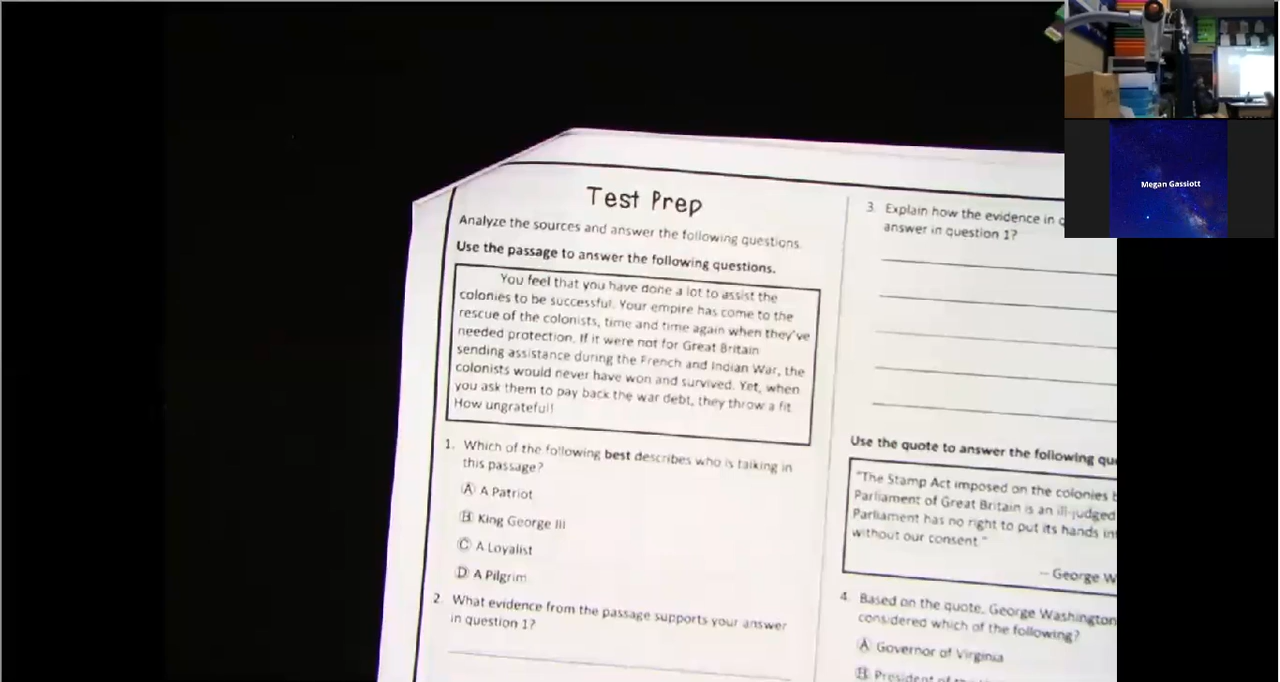 Test Prep
Analyze the sources and answer the following questions.
Use the passage to answer the following questions.
You feel that you have done a lot to assist the
colonies to be successful. Your empire has come to the
rescue of the colonists, time and time again when they've
needed protection. If it were not for Great Britain
sending assistance during the French and Indian War, the
colonists would never have won and survived. Yet, when
you ask them to pay back the war debt, they throw a fit.
How ungrateful!
1. Which of the following best describes who is talking in
this passage?
A A Patriot
B King George III
C A Loyalist
D A Pilgrim
2. What evidence from the passage supports your answer
in question 1?
3. Explain how the evidence in
answer in question 1?
Use the quote to answer the following
"The Stamp Act imposed on the colonies
Parliament of Great Britain is an ill-judged
Parliament has no right to put its hands
without our consent."
-- George
4. Based on the quote, George Washington
considered which of the following?
A Governor of Virginia
B President of
Megan Gassiott